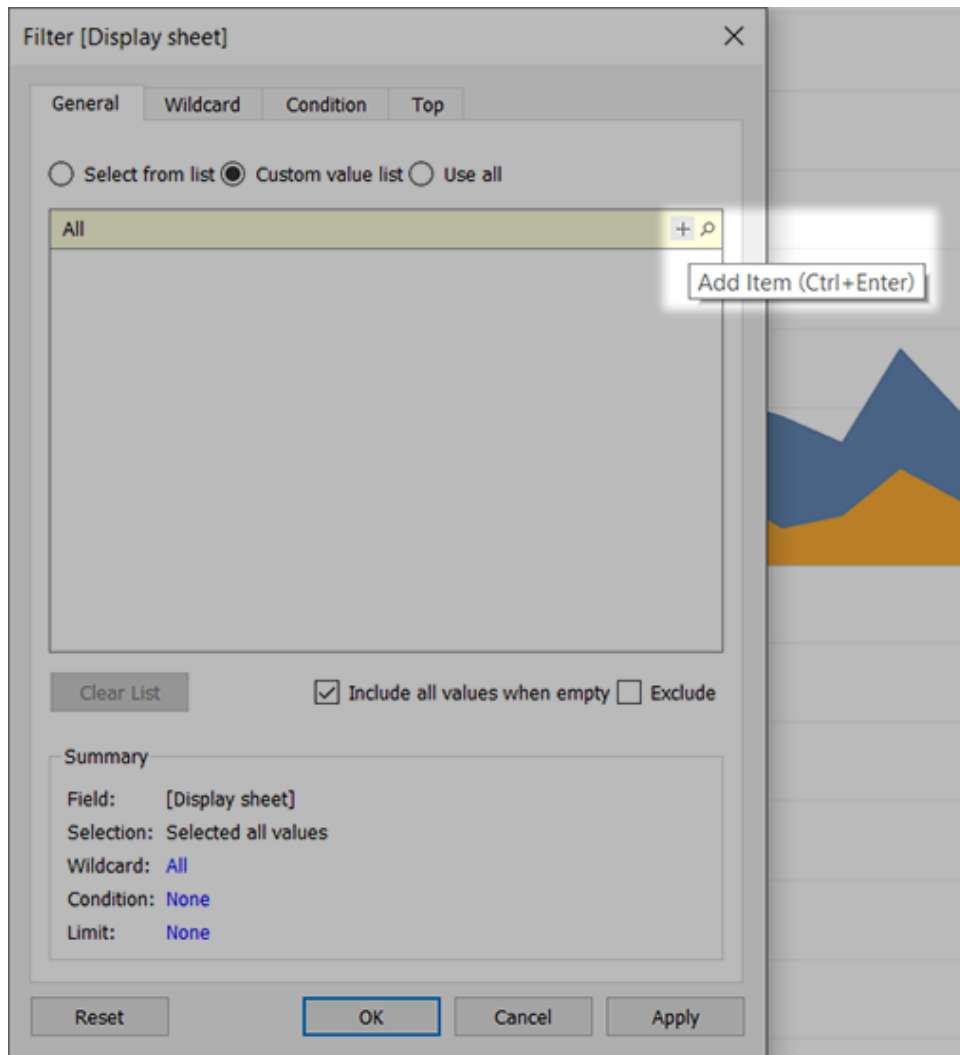 Filter [Display sheet]
General Wildcard Condition Top
Select from list Custom value list Use all
All
Add Item (Ctrl+Enter)
Clear List Include all values when empty Exclude
Summary
Field: [Display sheet]
Selection: Selected all values
Wildcard: All
Condition: None
Limit: None
Reset OK Cancel Apply